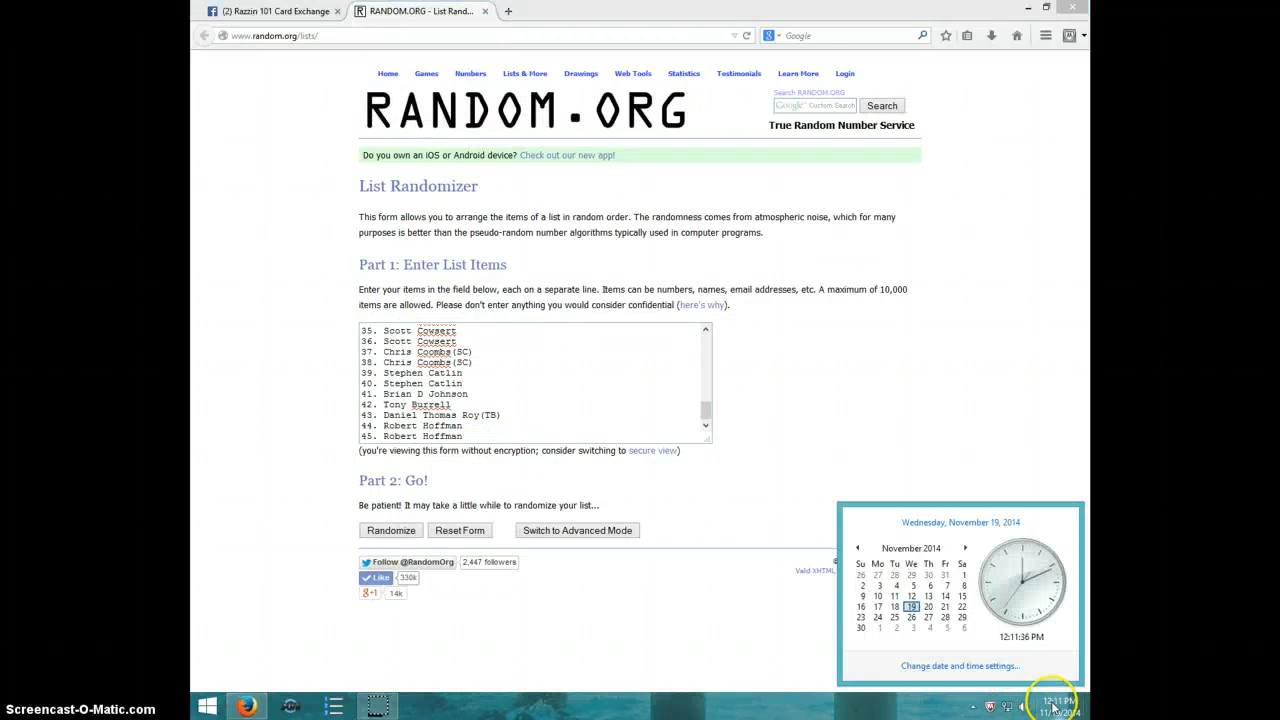 (2) Razzin 101 Card Exchange
RANDOM.ORG - List Rand...
www.random.org/lists/
Google
Home Games Numbers Lists & More Drawings Web Tools Statistics Testimonials Learn More Login
RANDOM.ORG
Search RANDOM.ORG
Google™ Custom Search
Search
True Random Number Service
Do you own an iOS or Android device? Check out our new app!
List Randomizer
This form allows you to arrange the items of a list in random order. The randomness comes from atmospheric noise, which for many
purposes is better than the pseudo-random number algorithms typically used in computer programs.
Part 1: Enter List Items
Enter your items in the field below, each on a separate line. Items can be numbers, names, email addresses, etc. A maximum of 10,000
items are allowed. Please don't enter anything you would consider confidential (here's why).
35. Scott Cowsert
36. Scott Cowsert
37. Chris Coombs(SC)
38. Chris Coombs(SC)
39. Stephen Catlin
40. Stephen Catlin
41. Brian D Johnson
42. Tony Burrell
43. Daniel Thomas Roy(TB)
44. Robert Hoffman
45. Robert Hoffman
(you're viewing this form without encryption; consider switching to secure view)
Part 2: Go!
Be patient! It may take a little while to randomize your list...
Randomize Reset Form Switch to Advanced Mode
Follow @RandomOrg 2,447 followers
Like 330k
g+1 14k
Valid XHTML
Wednesday, November 19, 2014
November 2014
Su Mo Tu We Th Fr Sa
26 27 28 29 30 31 1
2 3 4 5 6 7 8
9 10 11 12 13 14 15
16 17 18 19 20 21 22
23 24 25 26 27 28 29
30 1 2 3 4 5 6
12:11:36 PM
Change date and time settings...
12:11 PM
11/19/2014
Screencast-O-Matic.com